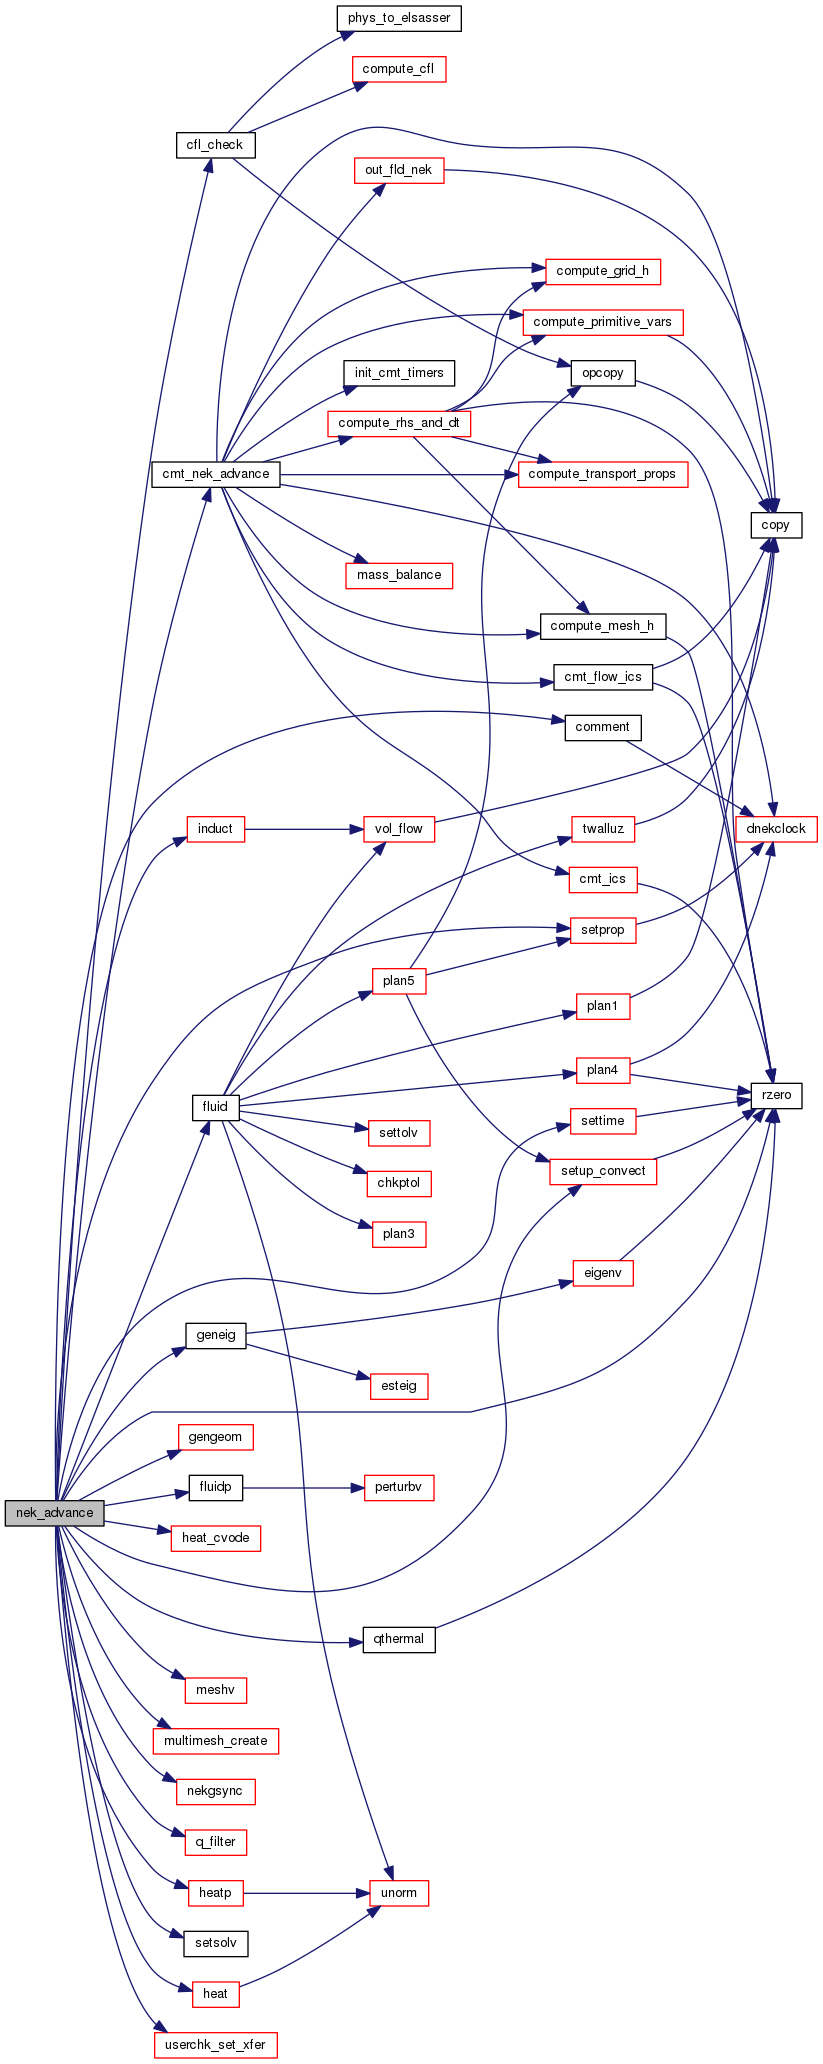 phys_to_elsasser
compute_cfl
cfl_check
out_fld_nek
compute_grid_h
compute_primitive_vars
init_cmt_timers
opcopy
compute_rhs_and_dt
cmt_nek_advance
compute_transport_props
copy
mass_balance
compute_mesh_h
cmt_flow_ics
comment
induct
vol_flow
twalluz
dnekclock
cmt_ics
setprop
plan5
plan1
plan4
rzero
fluid
settime
settolv
setup_convect
chkptol
plan3
eigenv
geneig
esteig
gengeom
fluidp
perturbv
nek_advance
heat_cvode
qthermal
meshv
multimesh_create
nekgsync
q_filter
heatp
unorm
setsolv
heat
userchk_set_xfer